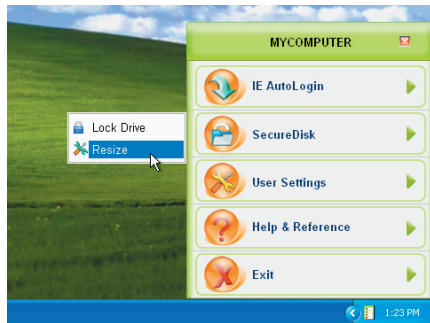 MYCOMPUTER
IE AutoLogin
Lock Drive
SecureDisk
Resize
User Settings
Help & Reference
Exit
1:23 PM